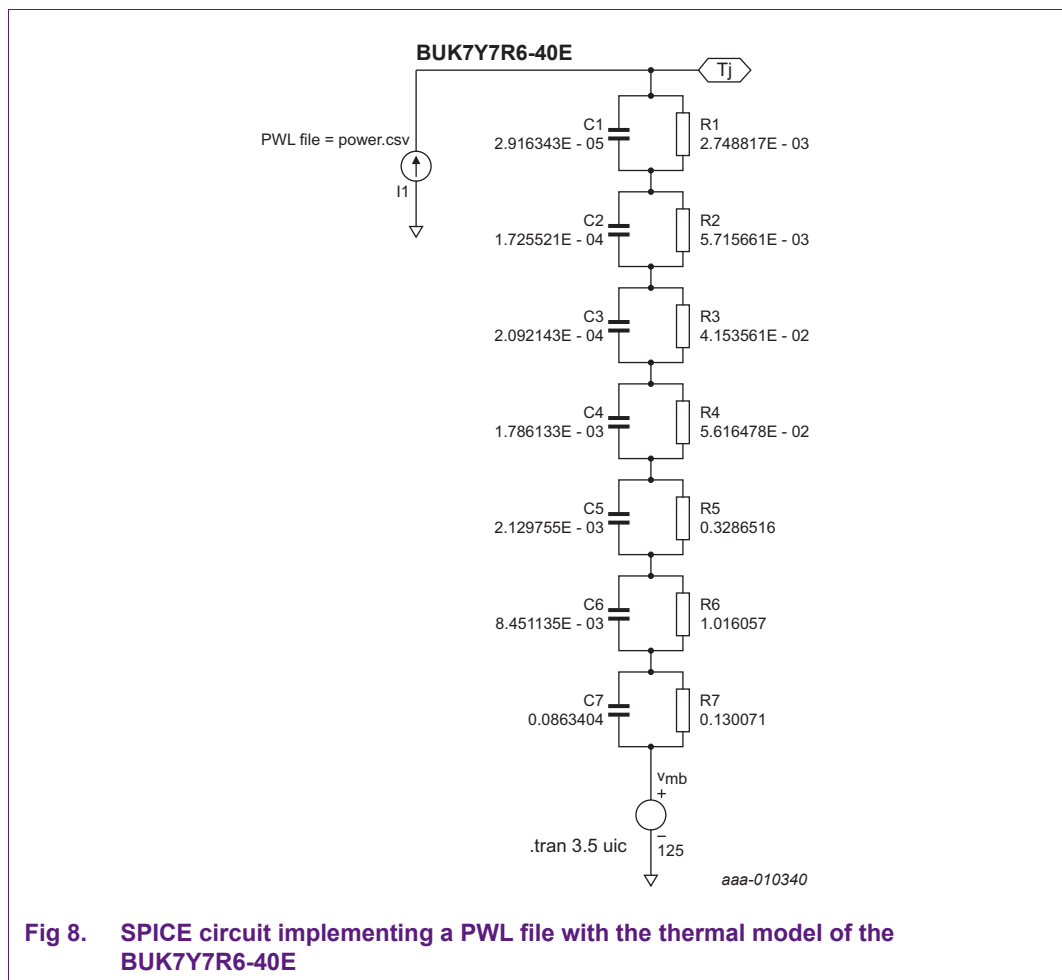 BUK7Y7R6-40E
Tj
PWL file = power.csv
I1
C1
2.916343E - 05
R1
2.748817E - 03
C2
1.725521E - 04
R2
5.715661E - 03
C3
2.092143E - 04
R3
4.153561E - 02
C4
1.786133E - 03
R4
5.616478E - 02
C5
2.129755E - 03
R5
0.3286516
C6
8.451135E - 03
R6
1.016057
C7
0.0863404
R7
0.130071
vmb
+
−
.tran 3.5 uic
125
aaa-010340
Fig 8. SPICE circuit implementing a PWL file with the thermal model of the
BUK7Y7R6-40E